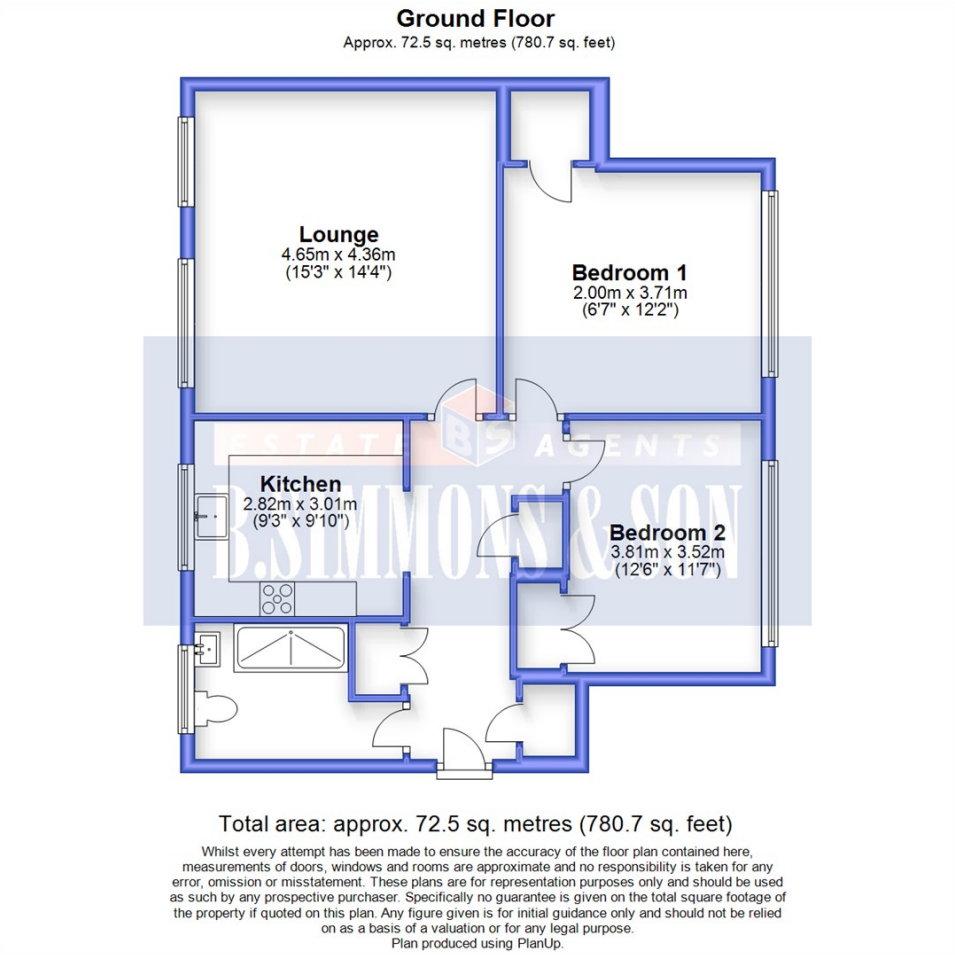 Ground Floor
Approx. 72.5 sq. metres (780.7 sq. feet)
Lounge
4.65m x 4.36m
(15'3" x 14'4")
Bedroom 1
2.00m x 3.71m
(6'7" x 12'2")
ESTATE BS AGENTS
Kitchen
2.82m x 3.01m
(9'3" x 9'10")
B.SIMMONS & SON
Bedroom 2
3.81m x 3.52m
(12'6" x 11'7")
Total area: approx. 72.5 sq. metres (780.7 sq. feet)
Whilst every attempt has been made to ensure the accuracy of the floor plan contained here,
measurements of doors, windows and rooms are approximate and no responsibility is taken for any
error, omission or misstatement. These plans are for representation purposes only and should be used
as such by any prospective purchaser. Specifically no guarantee is given on the total square footage of
the property if quoted on this plan. Any figure given is for initial guidance only and should not be relied
on as a basis of a valuation or for any legal purpose.
Plan produced using PlanUp.